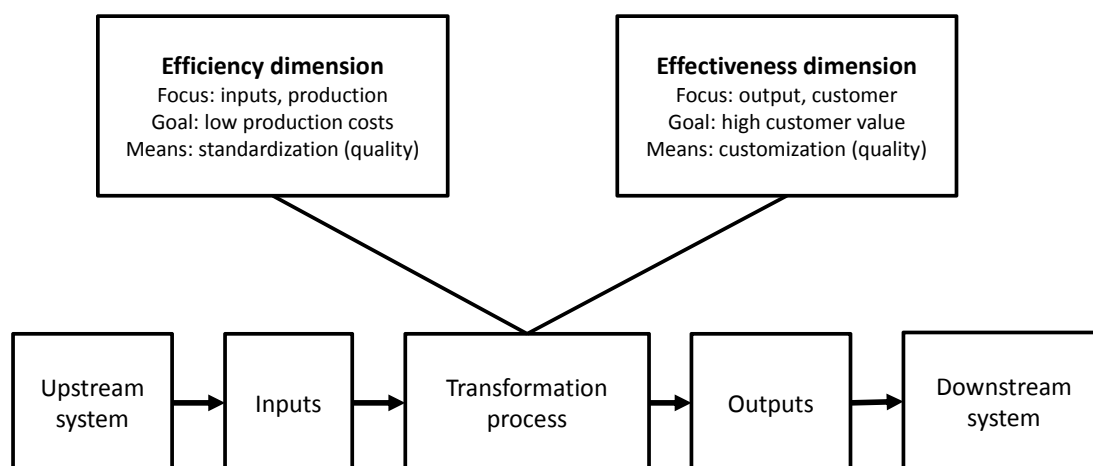 Efficiency dimension
Focus: inputs, production
Goal: low production costs
Means: standardization (quality)
Effectiveness dimension
Focus: output, customer
Goal: high customer value
Means: customization (quality)
Upstream
system
Inputs
Transformation
process
Outputs
Downstream
system